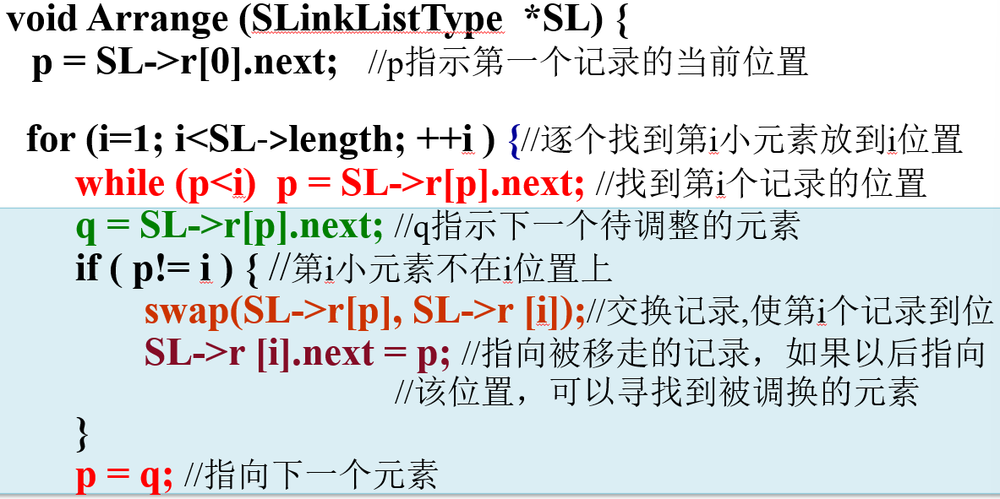 void Arrange (SLinkListType *SL) {
p = SL->r[0].next; //p指示第一个记录的当前位置
for (i=1; i<SL->length; ++i ) {//逐个找到第i小元素放到i位置
while (p<i) p = SL->r[p].next; //找到第i个记录的位置
q = SL->r[p].next; //q指示下一个待调整的元素
if ( p!= i ) { //第i小元素不在i位置上
swap(SL->r[p], SL->r [i]);//交换记录,使第i个记录到位
SL->r [i].next = p; //指向被移走的记录，如果以后指向
//该位置，可以寻找到被调换的元素
}
p = q; //指向下一个元素